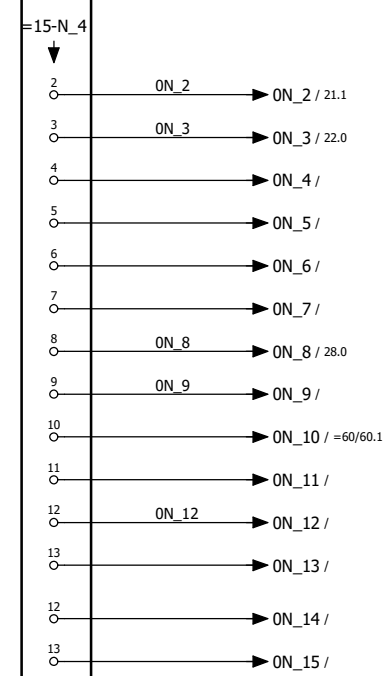 =15-N_4
2 0N_2 0N_2 / 21.1
3 0N_3 0N_3 / 22.0
4 0N_4 /
5 0N_5 /
6 0N_6 /
7 0N_7 /
8 0N_8 0N_8 / 28.0
9 0N_9 0N_9 /
10 0N_10 / =60/60.1
11 0N_11 /
12 0N_12 0N_12 /
13 0N_13 /
12 0N_14 /
13 0N_15 /